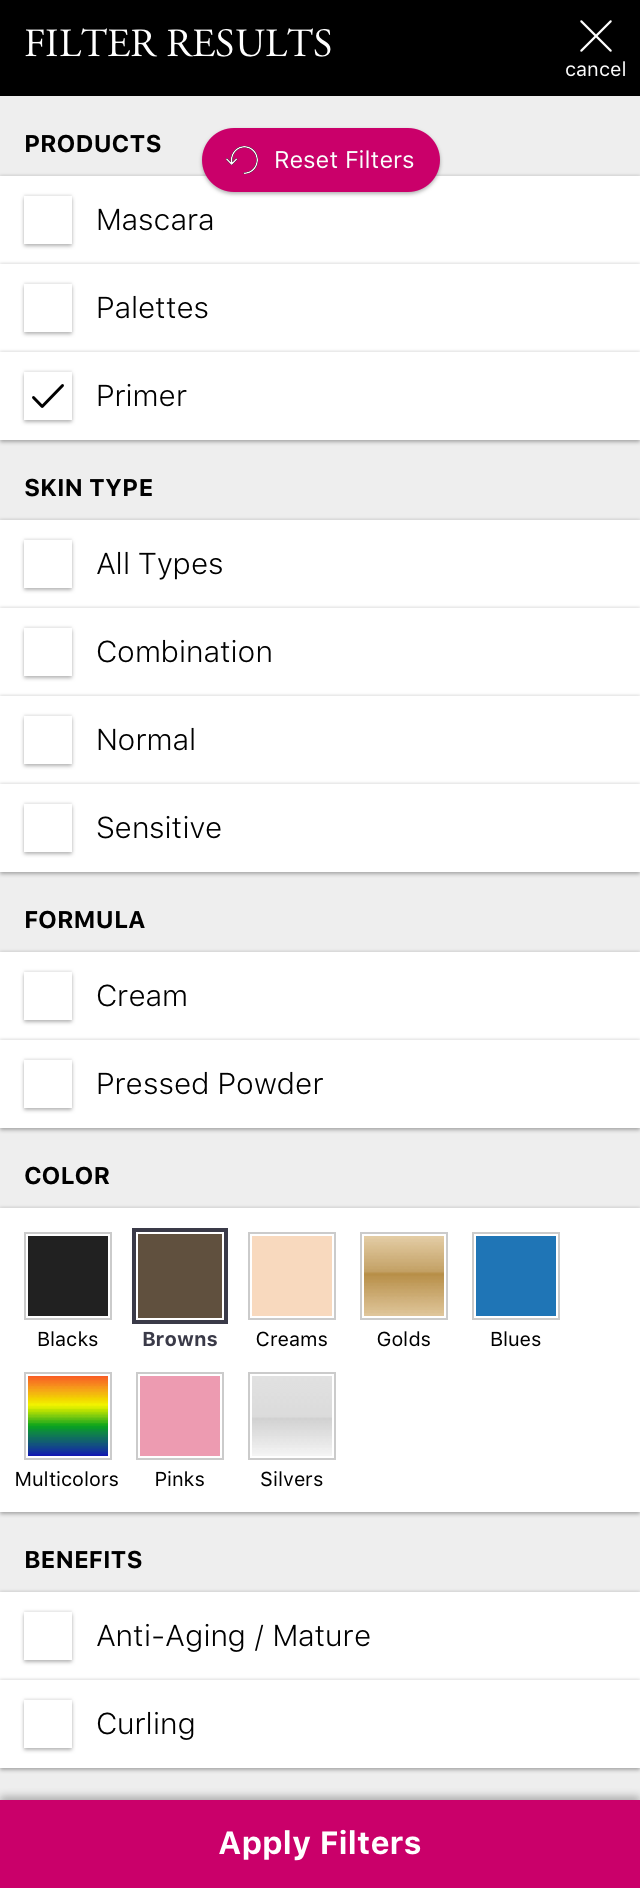 FILTER RESULTS
cancel
PRODUCTS
Reset Filters
Mascara
Palettes
Primer
SKIN TYPE
All Types
Combination
Normal
Sensitive
FORMULA
Cream
Pressed Powder
COLOR
Blacks Browns Creams Golds Blues
Multicolors Pinks Silvers
BENEFITS
Anti-Aging / Mature
Curling
Apply Filters